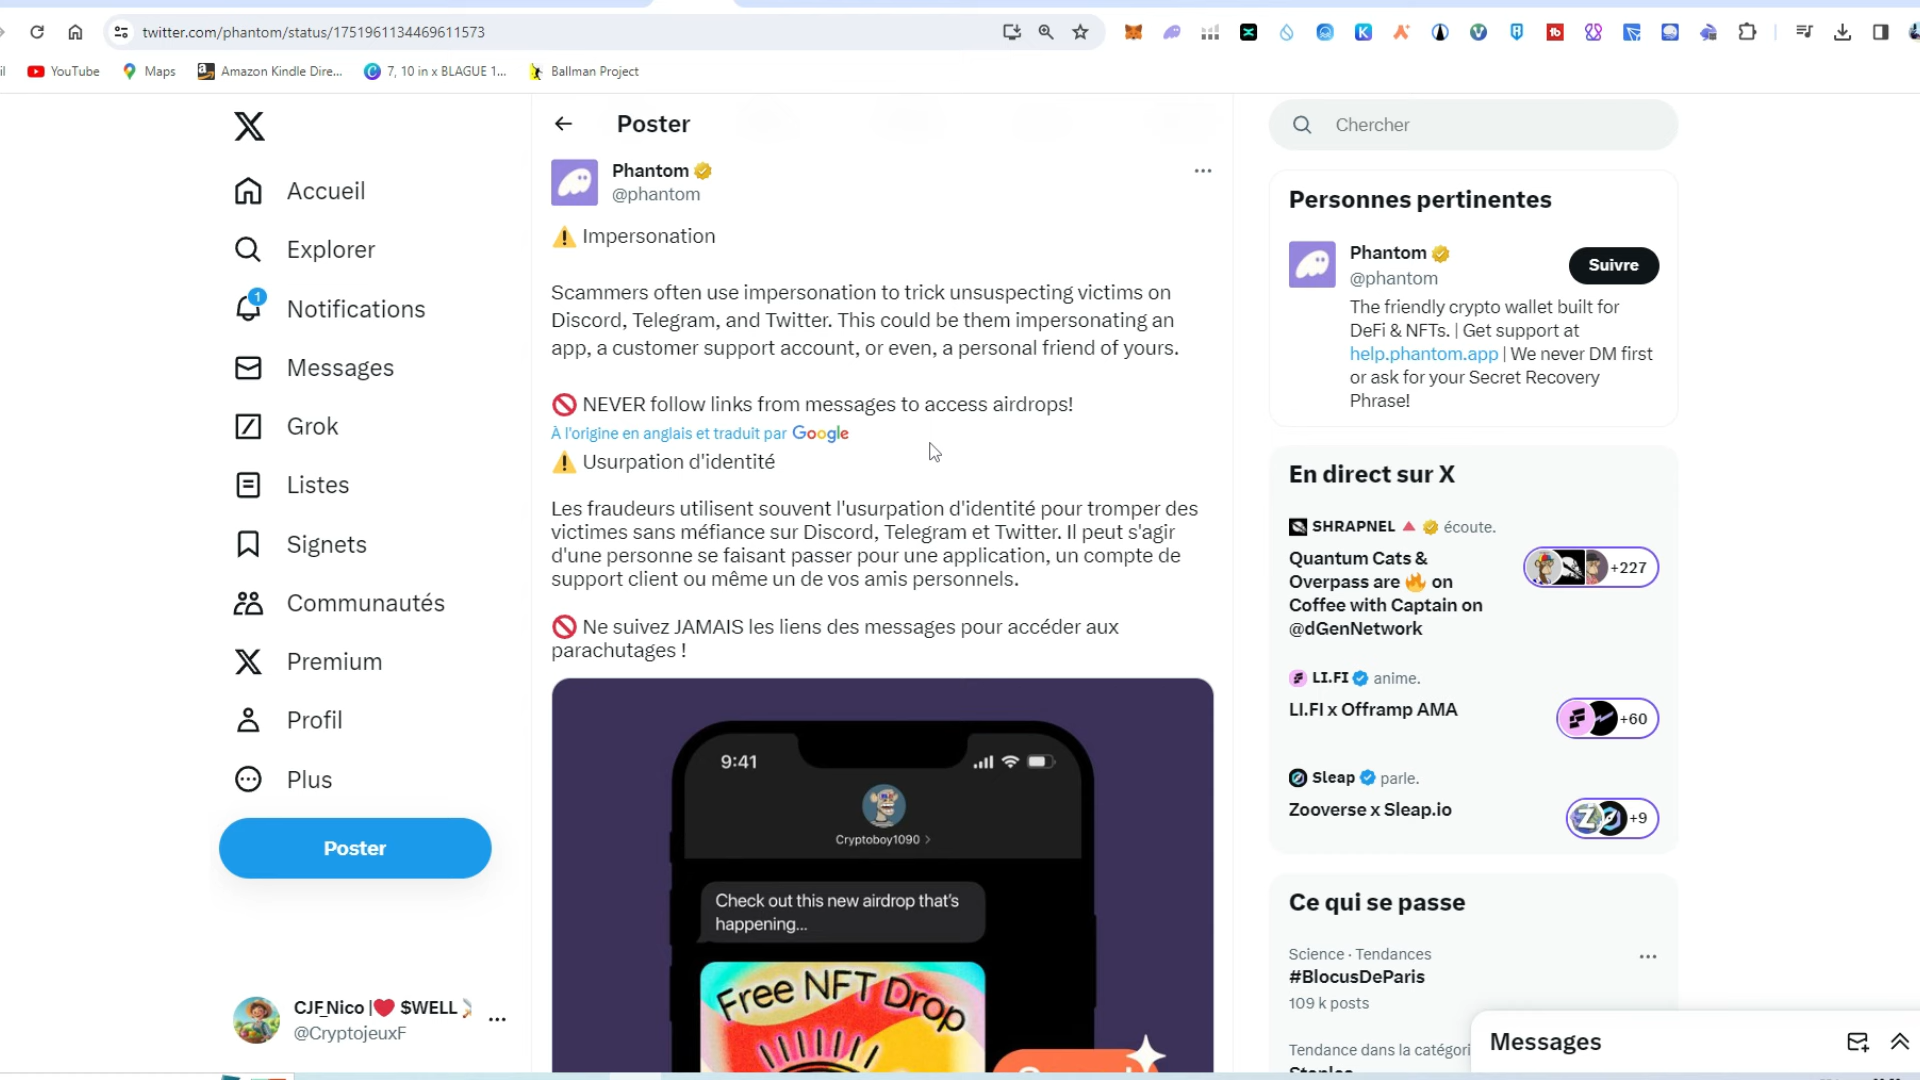 twitter.com/phantom/status/1751961134469611573
YouTube
Maps
Amazon Kindle Dire...
7, 10 in x BLAGUE 1...
Ballman Project
Accueil
Explorer
1
Notifications
Messages
Grok
Listes
Signets
Communautés
Premium
Profil
Plus
Poster
CJF_Nico |❤️ $WELL
@CryptojeuxF
Poster
Phantom
@phantom
⚠️ Impersonation
Scammers often use impersonation to trick unsuspecting victims on
Discord, Telegram, and Twitter. This could be them impersonating an
app, a customer support account, or even, a personal friend of yours.
🚫 NEVER follow links from messages to access airdrops!
À l'origine en anglais et traduit par Google
⚠️ Usurpation d'identité
Les fraudeurs utilisent souvent l'usurpation d'identité pour tromper des
victimes sans méfiance sur Discord, Telegram et Twitter. Il peut s'agir
d'une personne se faisant passer pour une application, un compte de
support client ou même un de vos amis personnels.
🚫 Ne suivez JAMAIS les liens des messages pour accéder aux
parachutages !
9:41
Cryptoboy1090
Check out this new airdrop that's
happening...
Free NFT Drop
Chercher
Personnes pertinentes
Phantom
@phantom
Suivre
The friendly crypto wallet built for
DeFi & NFTs. | Get support at
help.phantom.app | We never DM first
or ask for your Secret Recovery
Phrase!
En direct sur X
SHRAPNEL 🔺 écoute.
Quantum Cats &
Overpass are 🔥 on
Coffee with Captain on
@dGenNetwork
+227
LI.FI anime.
LI.FI x Offramp AMA
+60
Sleap parle.
Zooverse x Sleap.io
+9
Ce qui se passe
Science · Tendances
#BlocusDeParis
109 k posts
Tendance dans la catégori
Messages